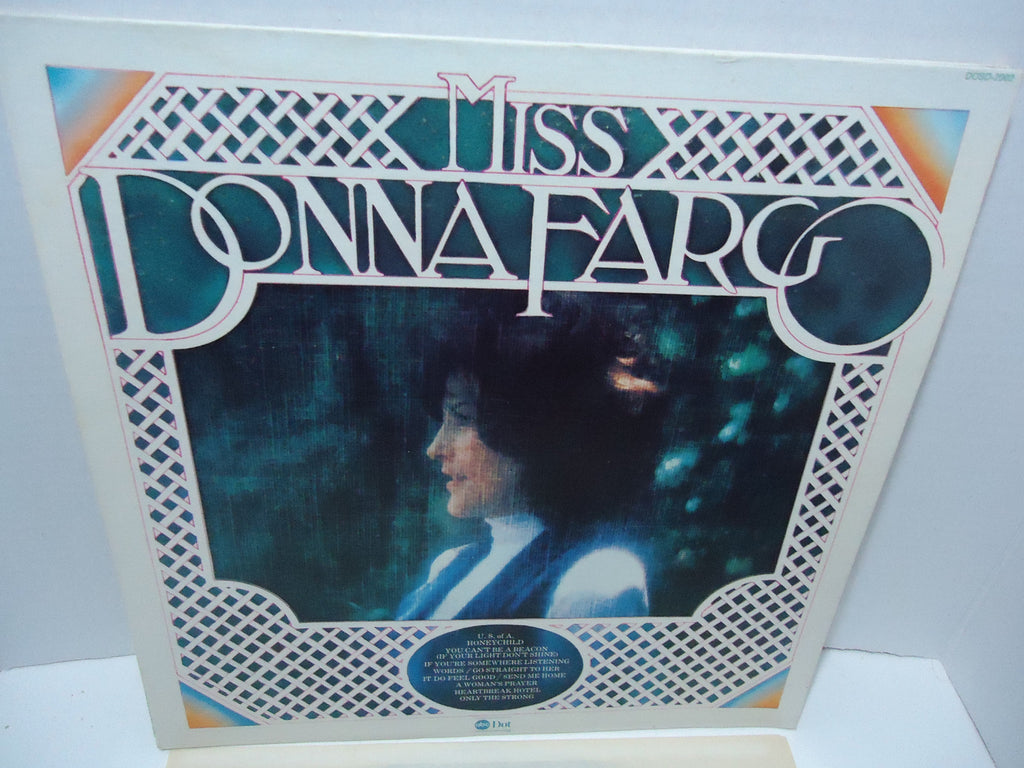 DOSD-2002
MISS
DONNA FARGO
U. S. of A.
HONEYCHILD
YOU CAN'T BE A BEACON
(IF YOUR LIGHT DON'T SHINE)
IF YOU'RE SOMEWHERE LISTENING
WORDS / GO STRAIGHT TO HER
IT DO FEEL GOOD / SEND ME HOME
A WOMAN'S PRAYER
HEARTBREAK HOTEL
ONLY THE STRONG
abc Dot